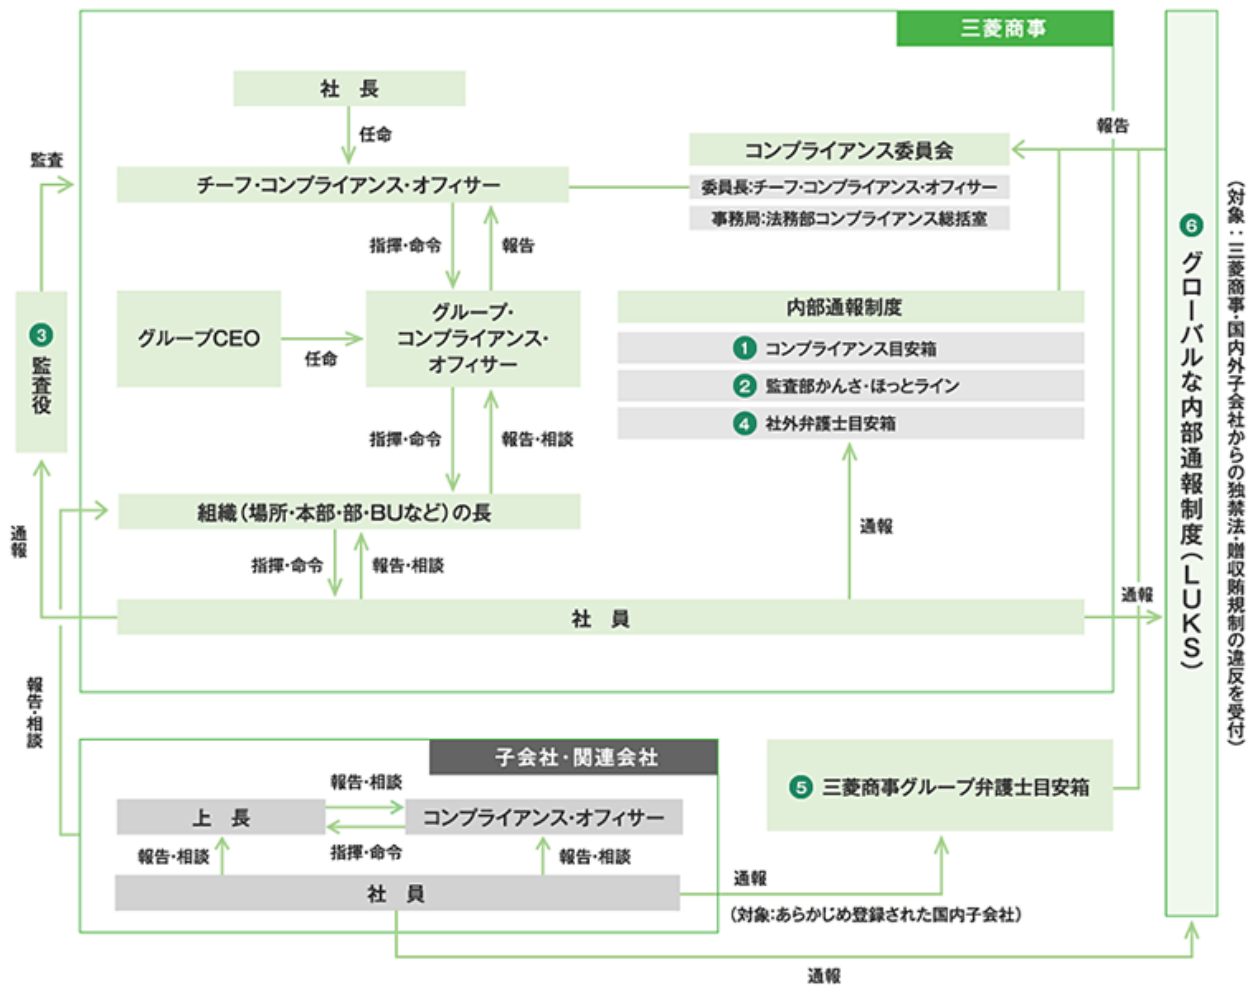 三菱商事
社 長
任命
監査
チーフ・コンプライアンス・オフィサー
コンプライアンス委員会
委員長:チーフ・コンプライアンス・オフィサー
事務局:法務部コンプライアンス総括室
報告
指揮・命令
報告
グループCEO
任命
グループ・
コンプライアンス・
オフィサー
内部通報制度
1 コンプライアンス目安箱
2 監査部かんさ・ほっとライン
4 社外弁護士目安箱
3 監査役
指揮・命令
報告・相談
組織(場所・本部・部・BUなど)の長
通報
指揮・命令
報告・相談
通報
社 員
通報
6 グローバルな内部通報制度(LUKS)
(対象:三菱商事・国内外子会社からの独禁法・贈収賄規制の違反を受付)
報告・相談
子会社・関連会社
報告・相談
上 長
コンプライアンス・オフィサー
指揮・命令
報告・相談
報告・相談
社 員
5 三菱商事グループ弁護士目安箱
通報
(対象:あらかじめ登録された国内子会社)
通報